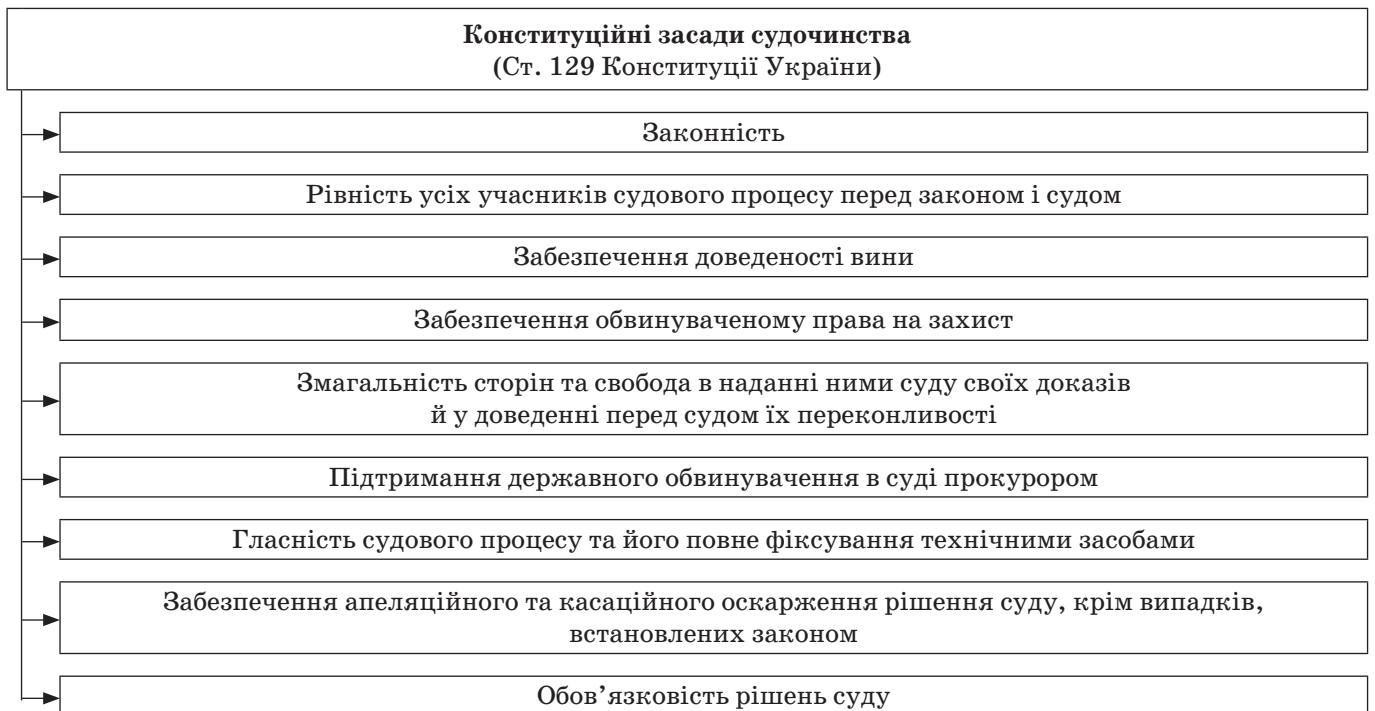 Конституційні засади судочинства
(Ст. 129 Конституції України)
Законність
Рівність усіх учасників судового процесу перед законом і судом
Забезпечення доведеності вини
Забезпечення обвинуваченому права на захист
Змагальність сторін та свобода в наданні ними суду своїх доказів
й у доведенні перед судом їх переконливості
Підтримання державного обвинувачення в суді прокурором
Гласність судового процесу та його повне фіксування технічними засобами
Забезпечення апеляційного та касаційного оскарження рішення суду, крім випадків,
встановлених законом
Обов’язковість рішень суду